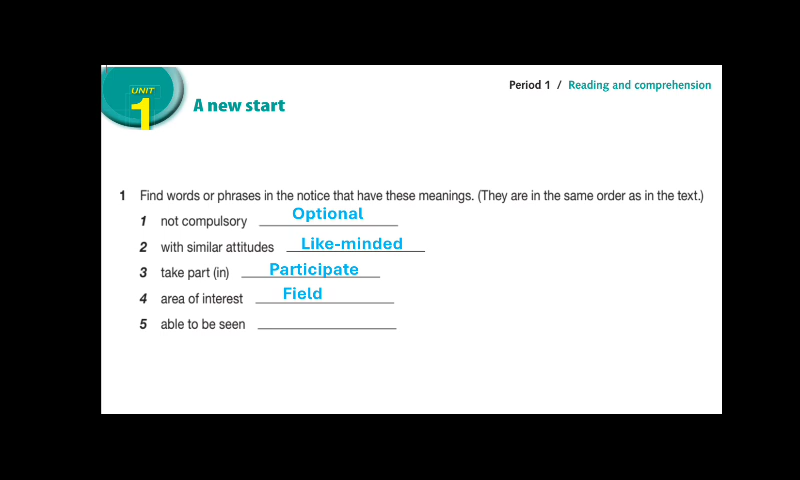 UNIT
1
A new start
Period 1 / Reading and comprehension
1 Find words or phrases in the notice that have these meanings. (They are in the same order as in the text.)
1 not compulsory Optional
2 with similar attitudes Like-minded
3 take part (in) Participate
4 area of interest Field
5 able to be seen